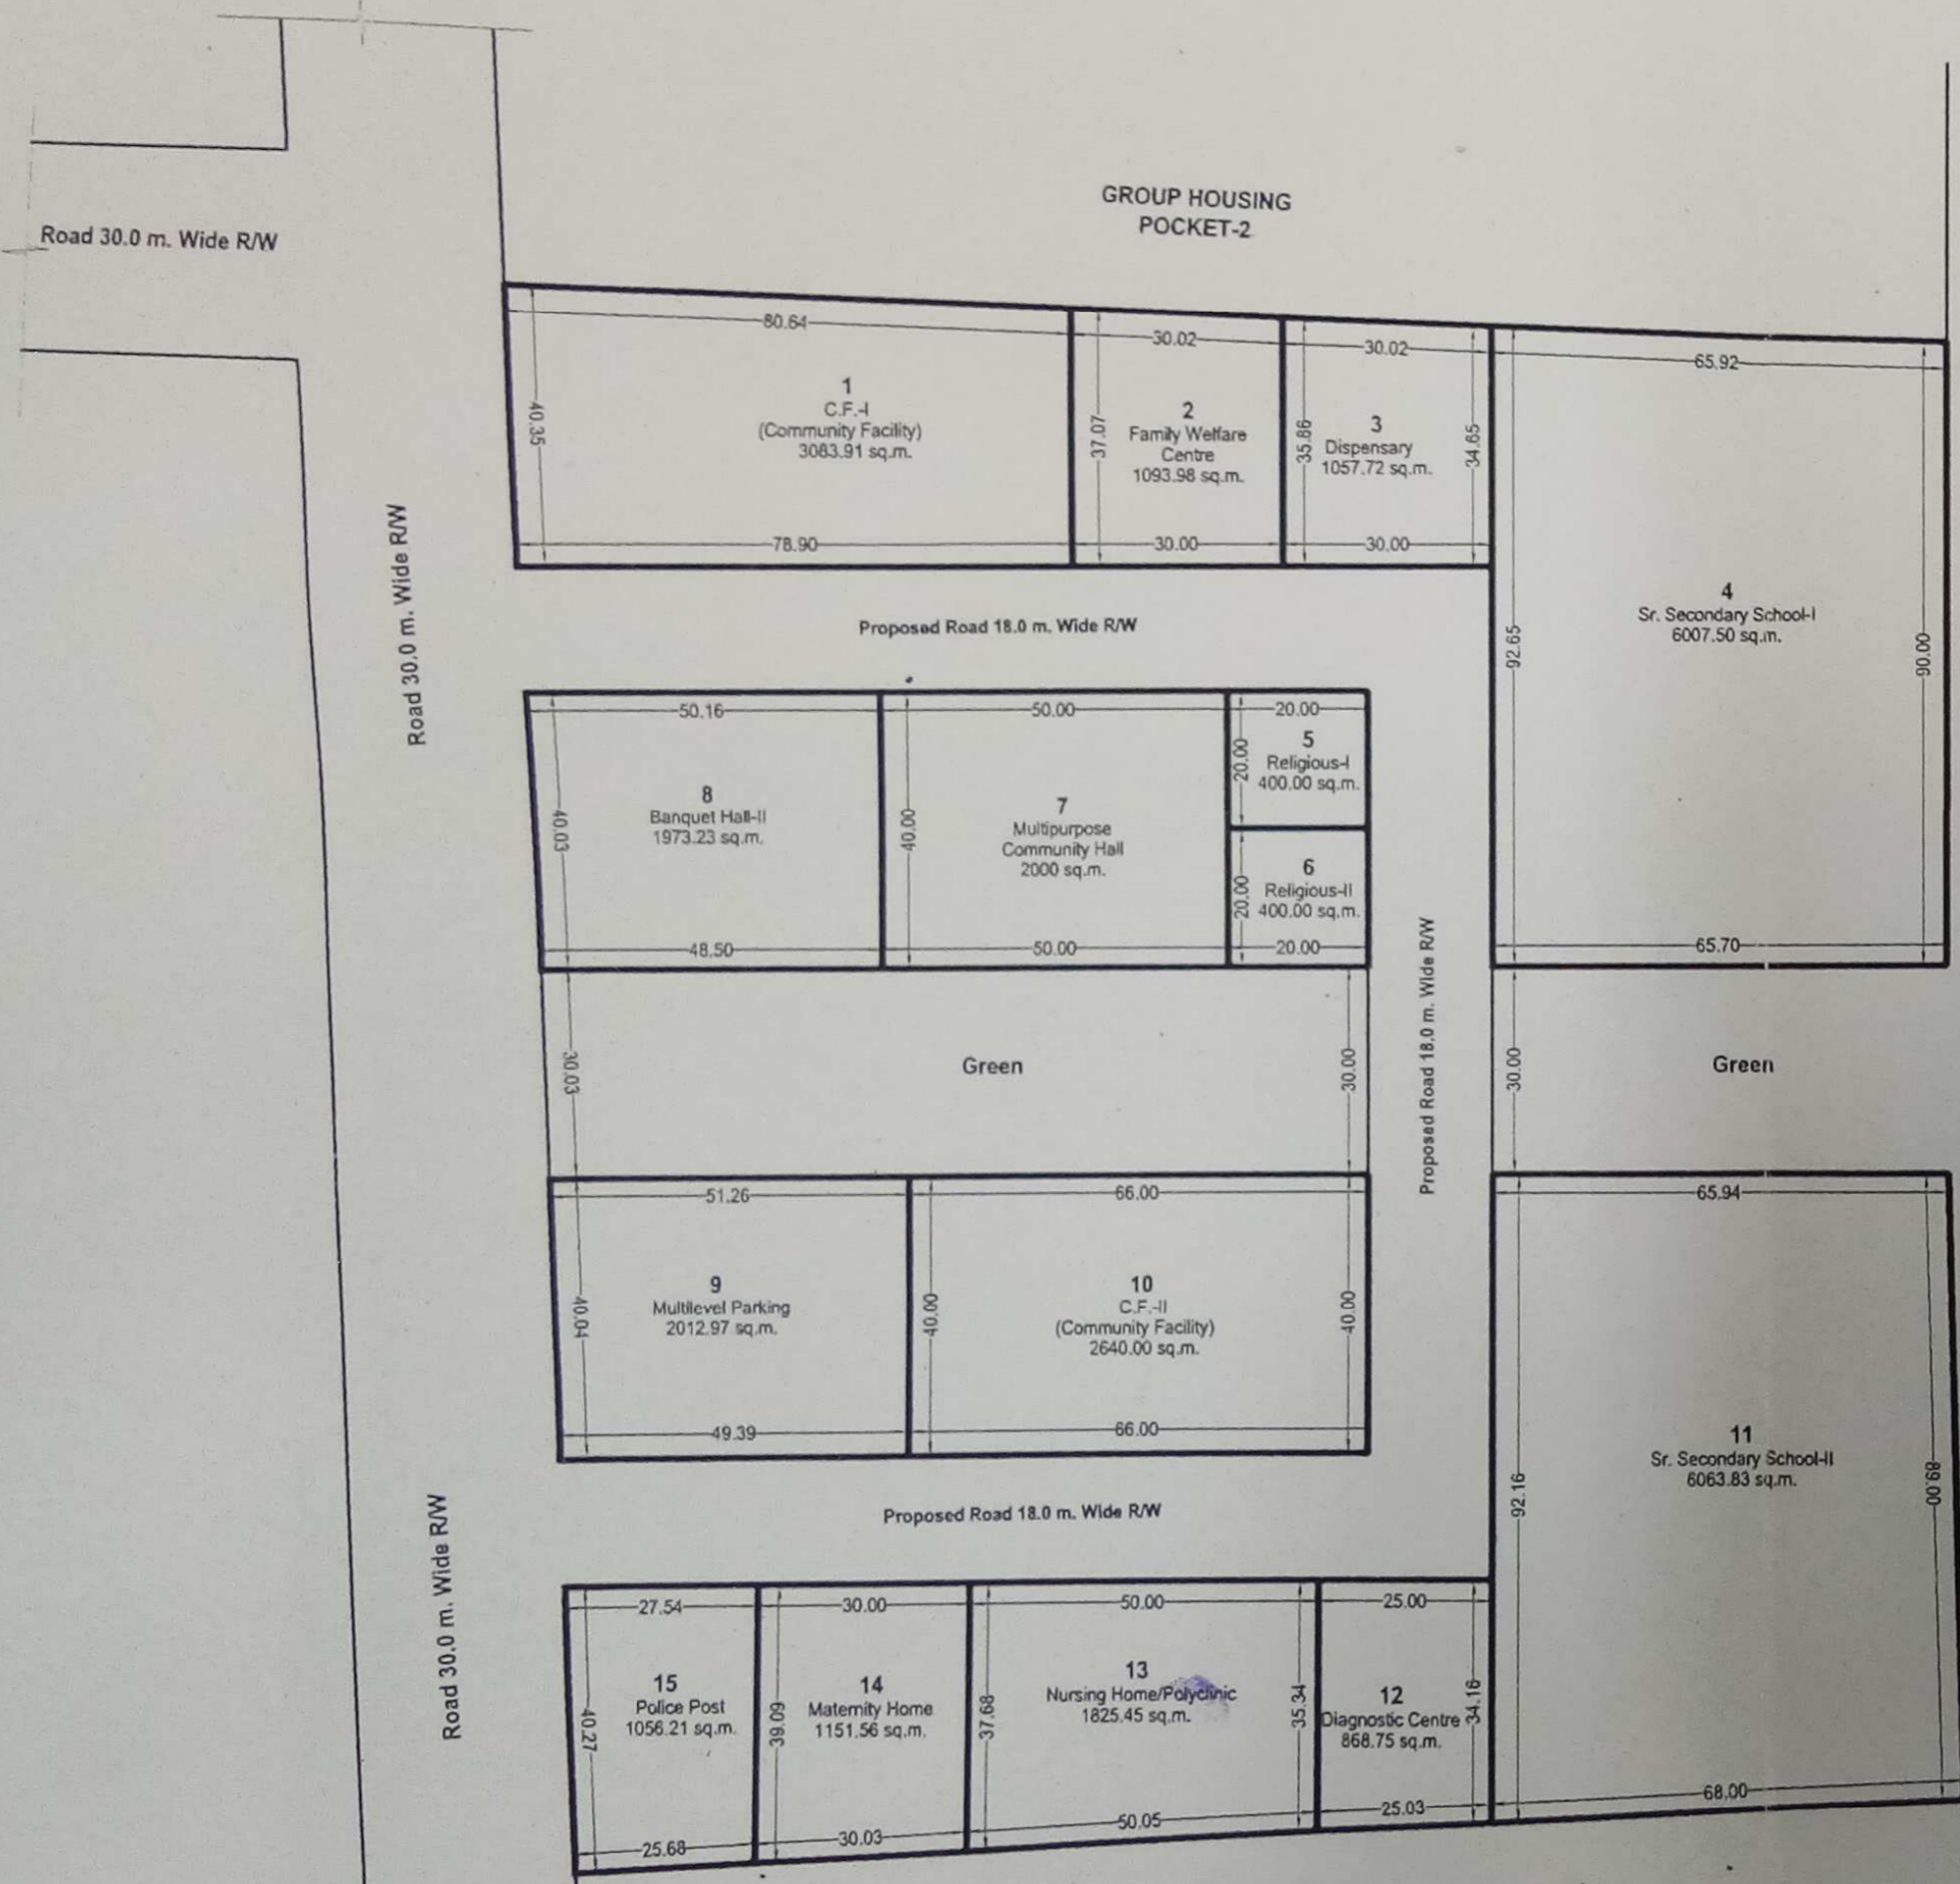 GROUP HOUSING
POCKET-2
Road 30.0 m. Wide R/W
80.64
30.02
30.02
65.92
1
C.F.-I
(Community Facility)
3083.91 sq.m.
40.35
37.07
2
Family Welfare
Centre
1093.98 sq.m.
35.86
3
Dispensary
1057.72 sq.m.
34.65
78.90
30.00
30.00
4
Sr. Secondary School-I
6007.50 sq.m.
92.65
90.00
65.70
Road 30.0 m. Wide R/W
Proposed Road 18.0 m. Wide R/W
50.16
50.00
20.00
8
Banquet Hall-II
1973.23 sq.m.
40.03
40.00
7
Multipurpose
Community Hall
2000 sq.m.
20.00
5
Religious-I
400.00 sq.m.
20.00
6
Religious-II
400.00 sq.m.
48.50
50.00
20.00
Proposed Road 18.0 m. Wide R/W
30.03
Green
30.00
30.00
Green
51.26
66.00
65.94
9
Multilevel Parking
2012.97 sq.m.
40.04
40.00
10
C.F.-II
(Community Facility)
2640.00 sq.m.
40.00
49.39
66.00
11
Sr. Secondary School-II
6063.83 sq.m.
92.16
89.00
68.00
Proposed Road 18.0 m. Wide R/W
Road 30.0 m. Wide R/W
27.54
30.00
50.00
25.00
15
Police Post
1056.21 sq.m.
40.27
39.09
14
Maternity Home
1151.56 sq.m.
37.68
13
Nursing Home/Polyclinic
1825.45 sq.m.
35.34
12
Diagnostic Centre
868.75 sq.m.
34.16
25.68
30.03
50.05
25.03